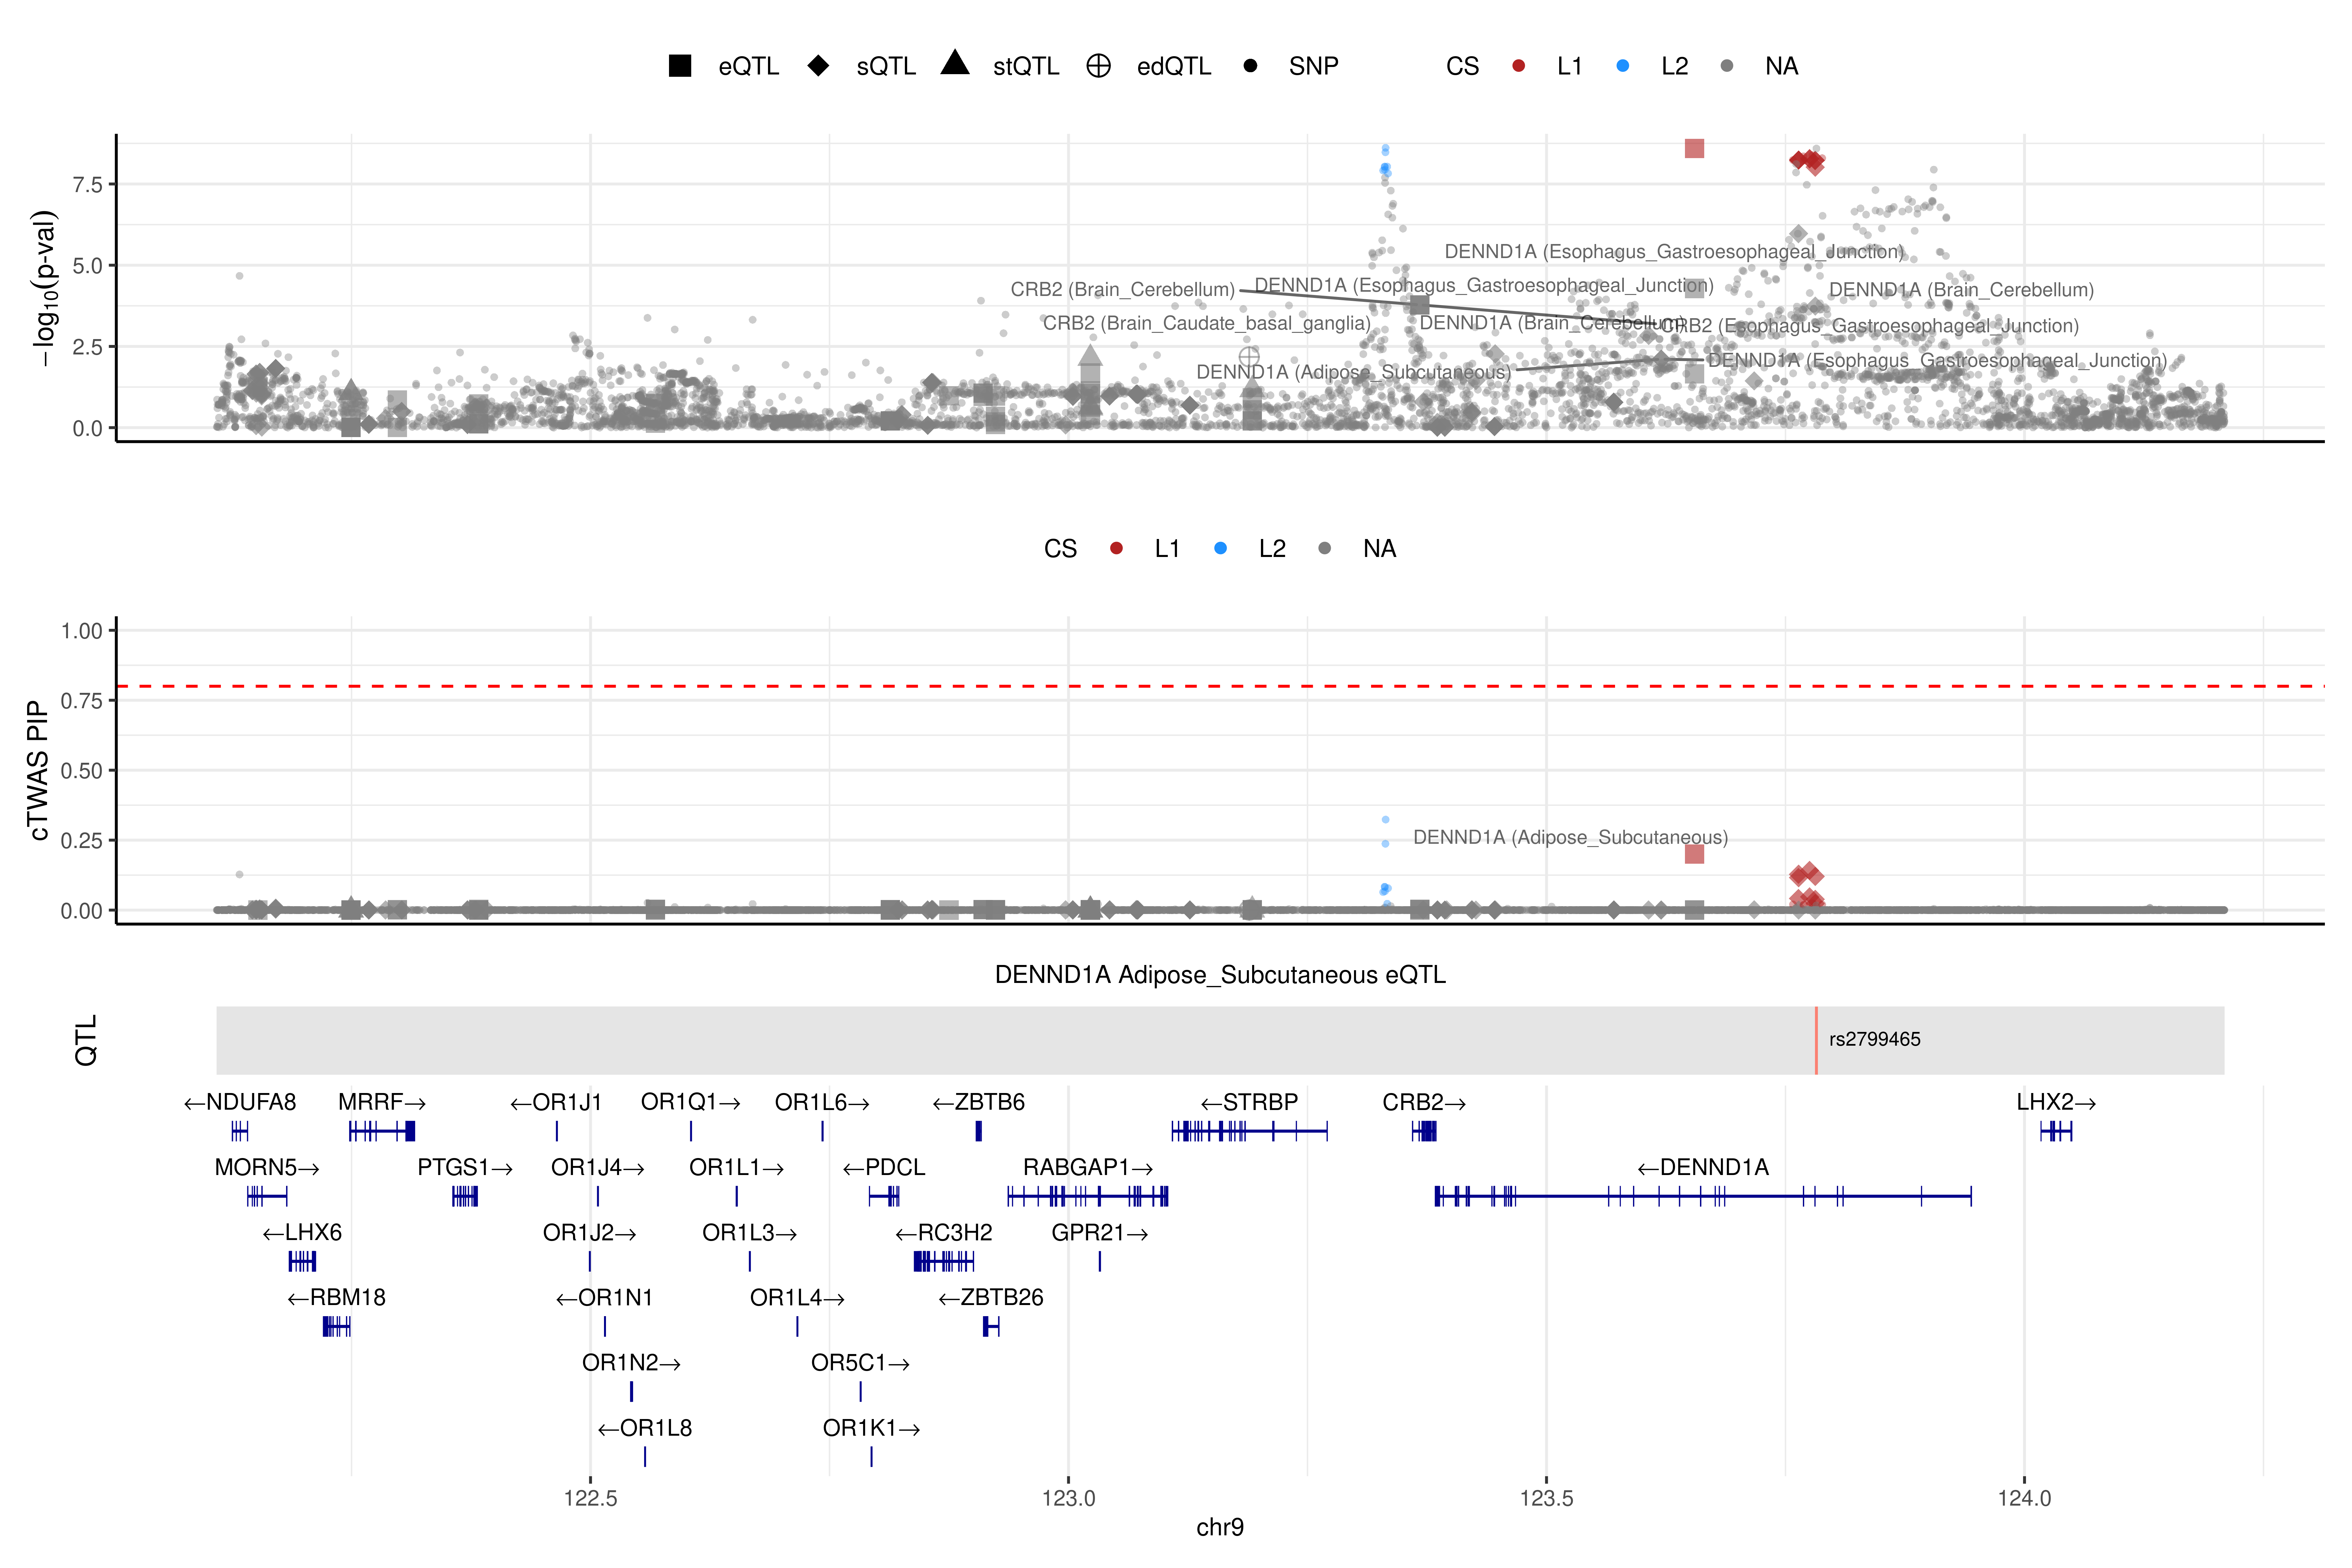 eQTL sQTL stQTL edQTL SNP CS L1 L2 NA
−log10(p-val)
7.5
5.0
2.5
0.0
DENND1A (Esophagus_Gastroesophageal_Junction)
CRB2 (Brain_Cerebellum)
DENND1A (Esophagus_Gastroesophageal_Junction)
DENND1A (Brain_Cerebellum)
CRB2 (Brain_Caudate_basal_ganglia)
DENND1A (Brain_Cerebellum)
CRB2 (Esophagus_Gastroesophageal_Junction)
DENND1A (Adipose_Subcutaneous)
DENND1A (Esophagus_Gastroesophageal_Junction)
CS L1 L2 NA
cTWAS PIP
1.00
0.75
0.50
0.25
0.00
DENND1A (Adipose_Subcutaneous)
DENND1A Adipose_Subcutaneous eQTL
QTL
rs2799465
←NDUFA8 MRRF→ ←OR1J1 OR1Q1→ OR1L6→ ←ZBTB6 ←STRBP CRB2→ LHX2→
MORN5→ PTGS1→ OR1J4→ OR1L1→ ←PDCL RABGAP1→ ←DENND1A
←LHX6 OR1J2→ OR1L3→ ←RC3H2 GPR21→
←RBM18 ←OR1N1 OR1L4→ ←ZBTB26
OR1N2→ OR5C1→
←OR1L8 OR1K1→
122.5 123.0 123.5 124.0
chr9